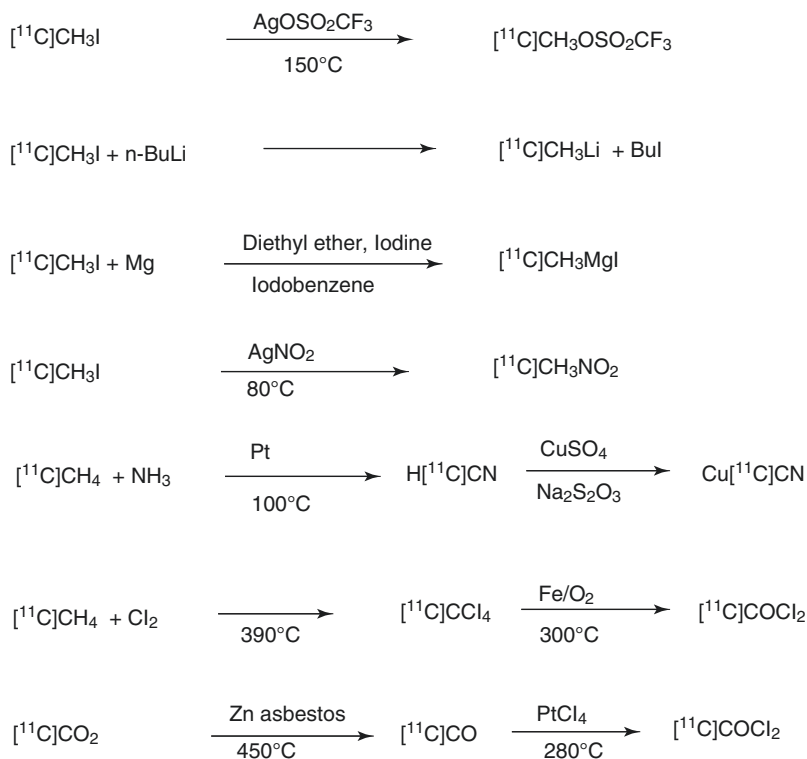 [¹¹C]CH₃I AgOSO₂CF₃ 150°C [¹¹C]CH₃OSO₂CF₃
[¹¹C]CH₃I + n-BuLi [¹¹C]CH₃Li + BuI
[¹¹C]CH₃I + Mg Diethyl ether, Iodine Iodobenzene [¹¹C]CH₃MgI
[¹¹C]CH₃I AgNO₂ 80°C [¹¹C]CH₃NO₂
[¹¹C]CH₄ + NH₃ Pt 100°C H[¹¹C]CN CuSO₄ Na₂S₂O₃ Cu[¹¹C]CN
[¹¹C]CH₄ + Cl₂ 390°C [¹¹C]CCl₄ Fe/O₂ 300°C [¹¹C]COCl₂
[¹¹C]CO₂ Zn asbestos 450°C [¹¹C]CO PtCl₄ 280°C [¹¹C]COCl₂